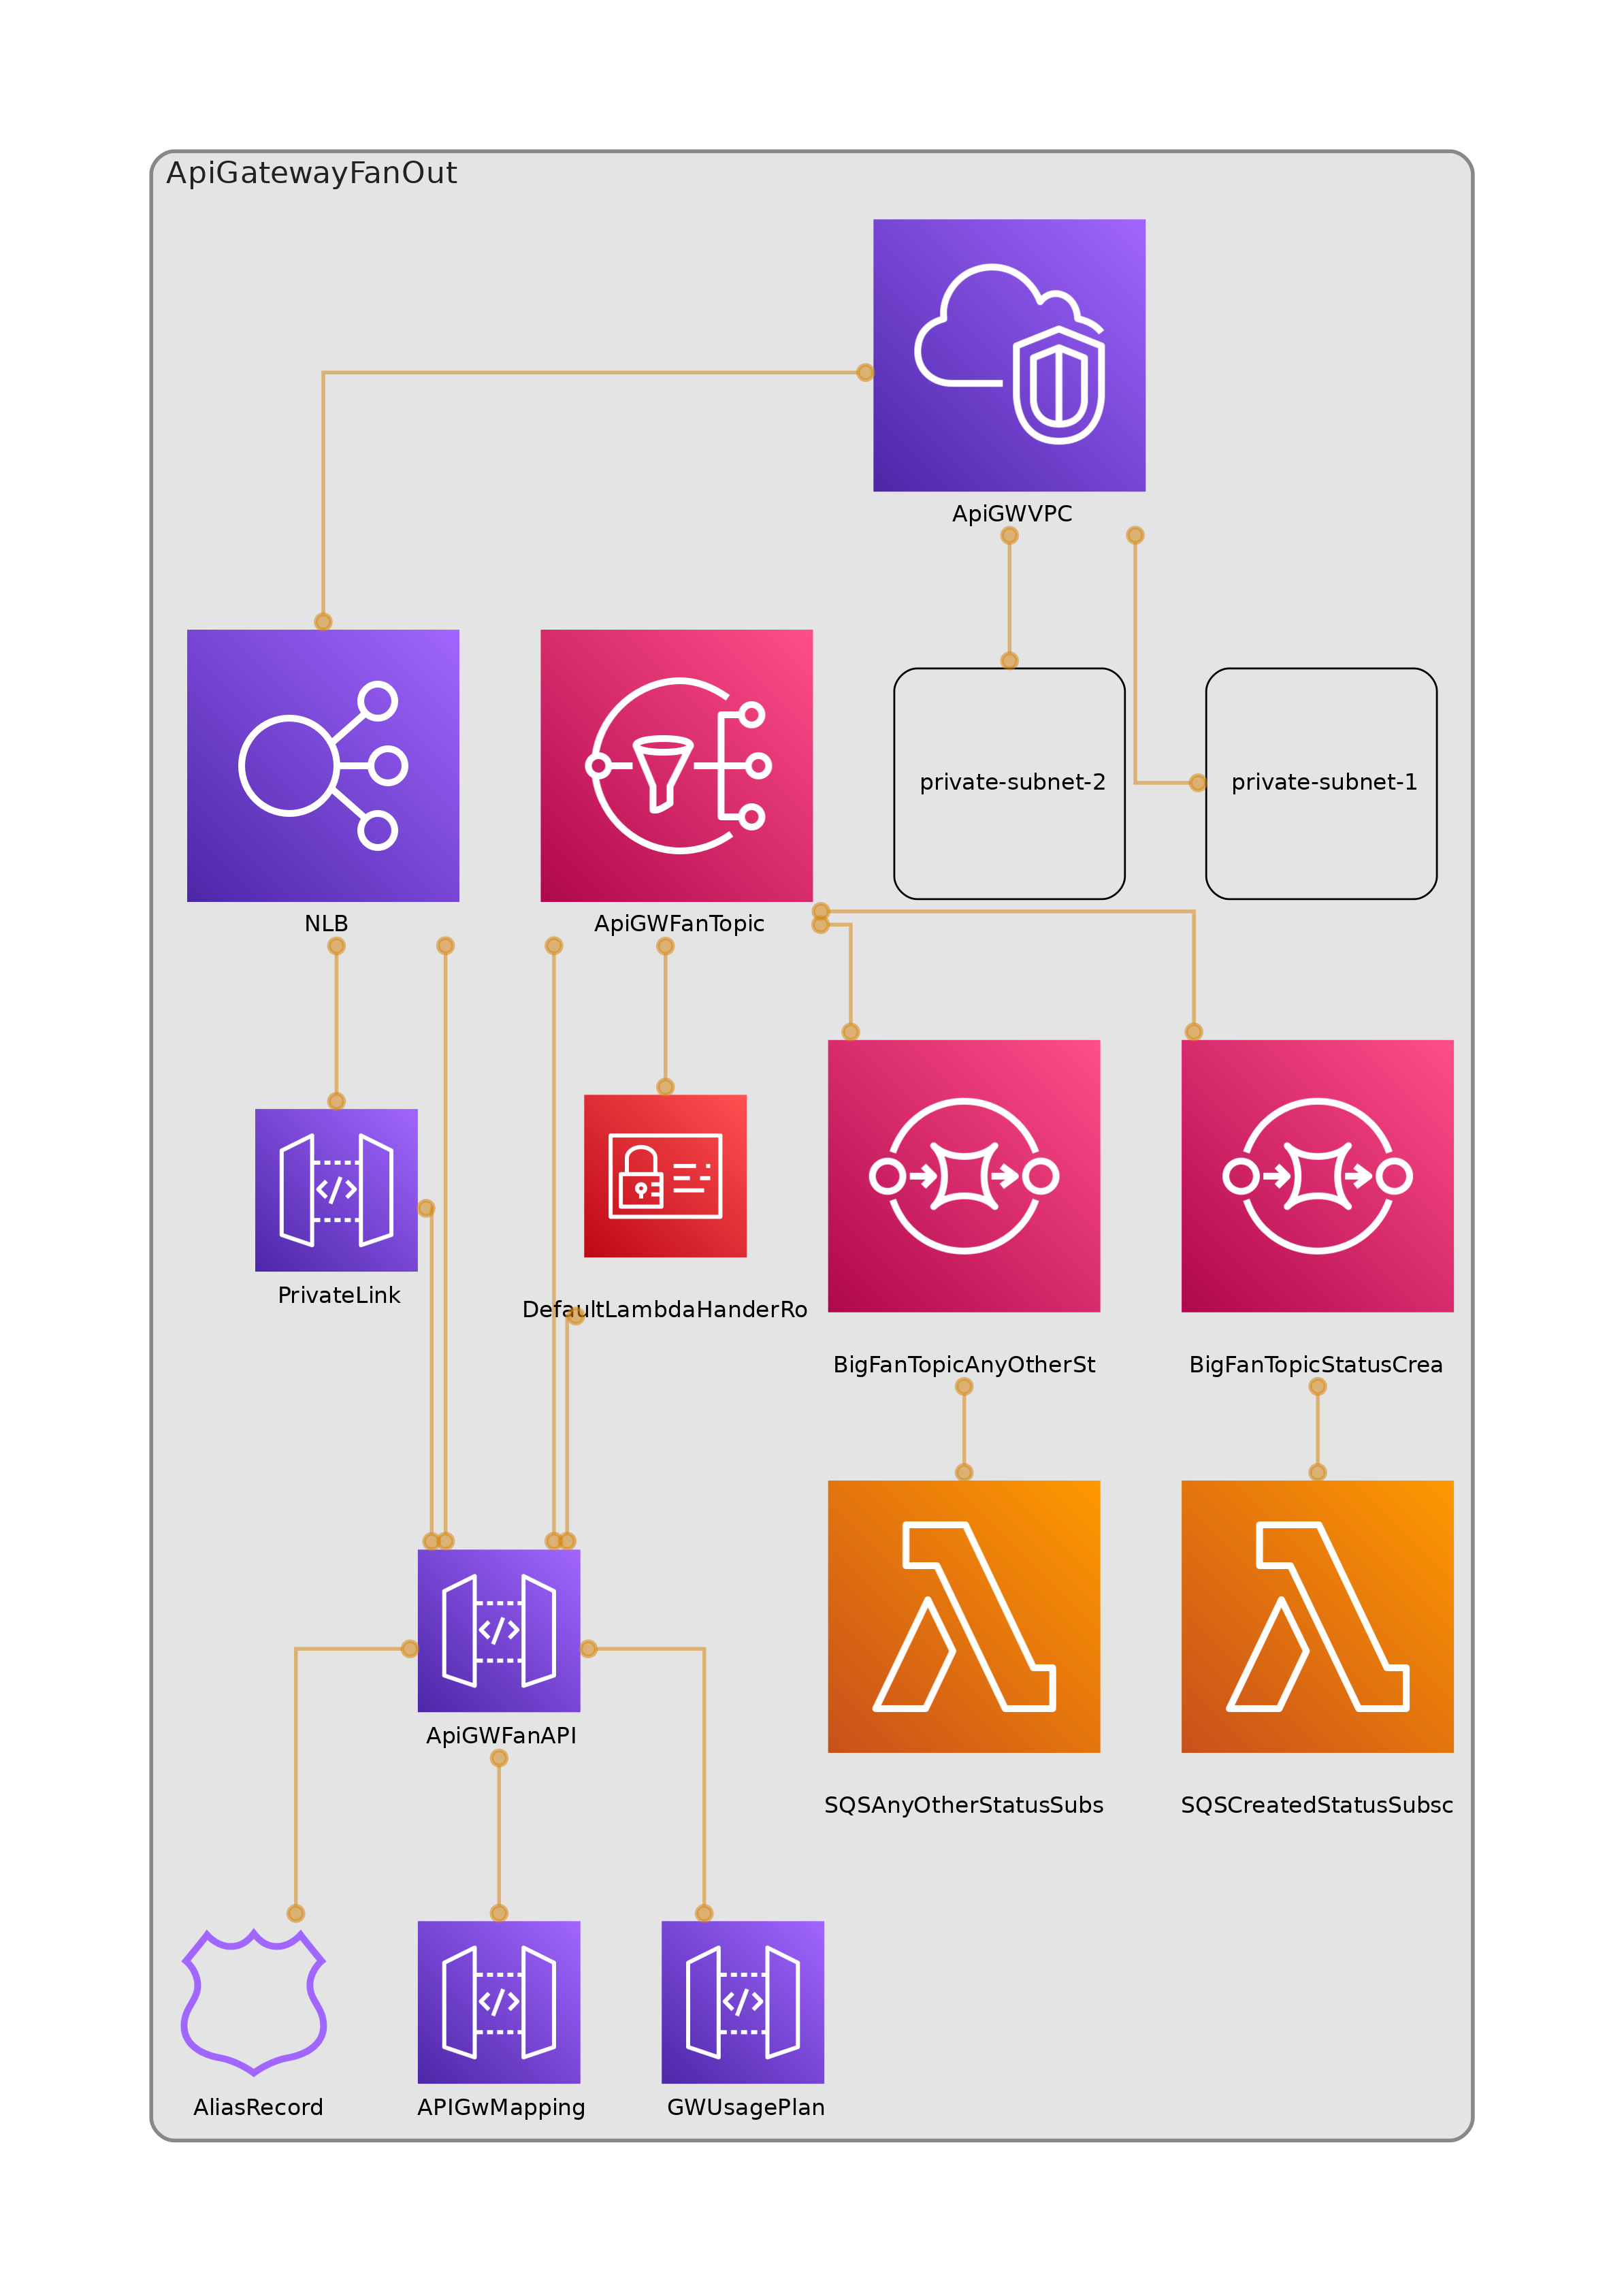 ApiGatewayFanOut
ApiGWVPC
private-subnet-2
private-subnet-1
NLB
ApiGWFanTopic
PrivateLink
DefaultLambdaHanderRo
BigFanTopicAnyOtherSt
BigFanTopicStatusCrea
ApiGWFanAPI
SQSAnyOtherStatusSubs
SQSCreatedStatusSubsc
AliasRecord
APIGwMapping
GWUsagePlan